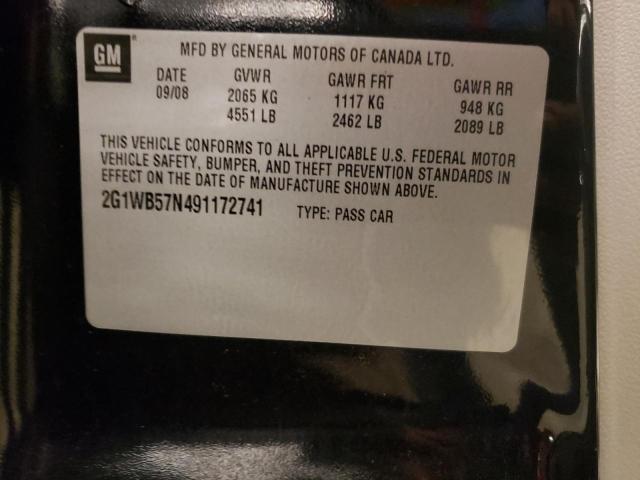 GM ®
MFD BY GENERAL MOTORS OF CANADA LTD.
DATE GVWR GAWR FRT GAWR RR
09/08 2065 KG 1117 KG 948 KG
4551 LB 2462 LB 2089 LB
THIS VEHICLE CONFORMS TO ALL APPLICABLE U.S. FEDERAL MOTOR
VEHICLE SAFETY, BUMPER, AND THEFT PREVENTION STANDARDS IN
EFFECT ON THE DATE OF MANUFACTURE SHOWN ABOVE.
2G1WB57N491172741 TYPE: PASS CAR